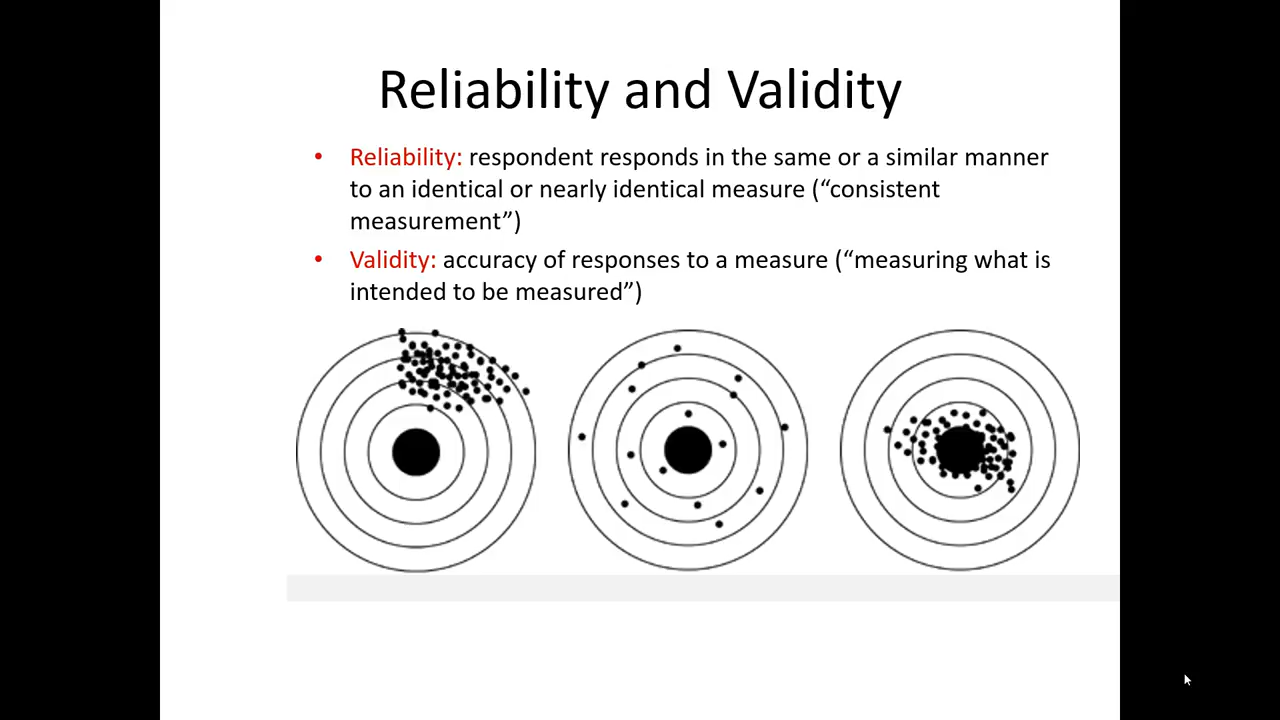 Reliability and Validity
• Reliability: respondent responds in the same or a similar manner
to an identical or nearly identical measure (“consistent
measurement”)
• Validity: accuracy of responses to a measure (“measuring what is
intended to be measured”)